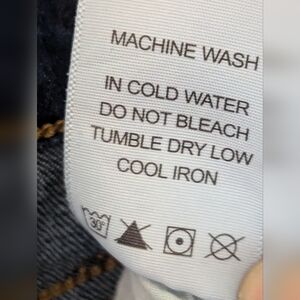 MACHINE WASH
IN COLD WATER
DO NOT BLEACH
TUMBLE DRY LOW
COOL IRON
30°